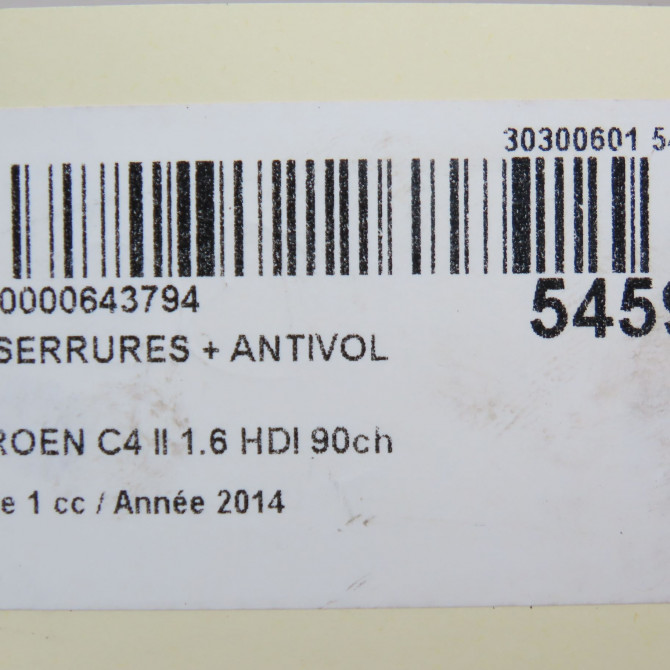 30300601 54
0000643794
5459
SERRURES + ANTIVOL
ROEN C4 II 1.6 HDI 90ch
e 1 cc / Année 2014